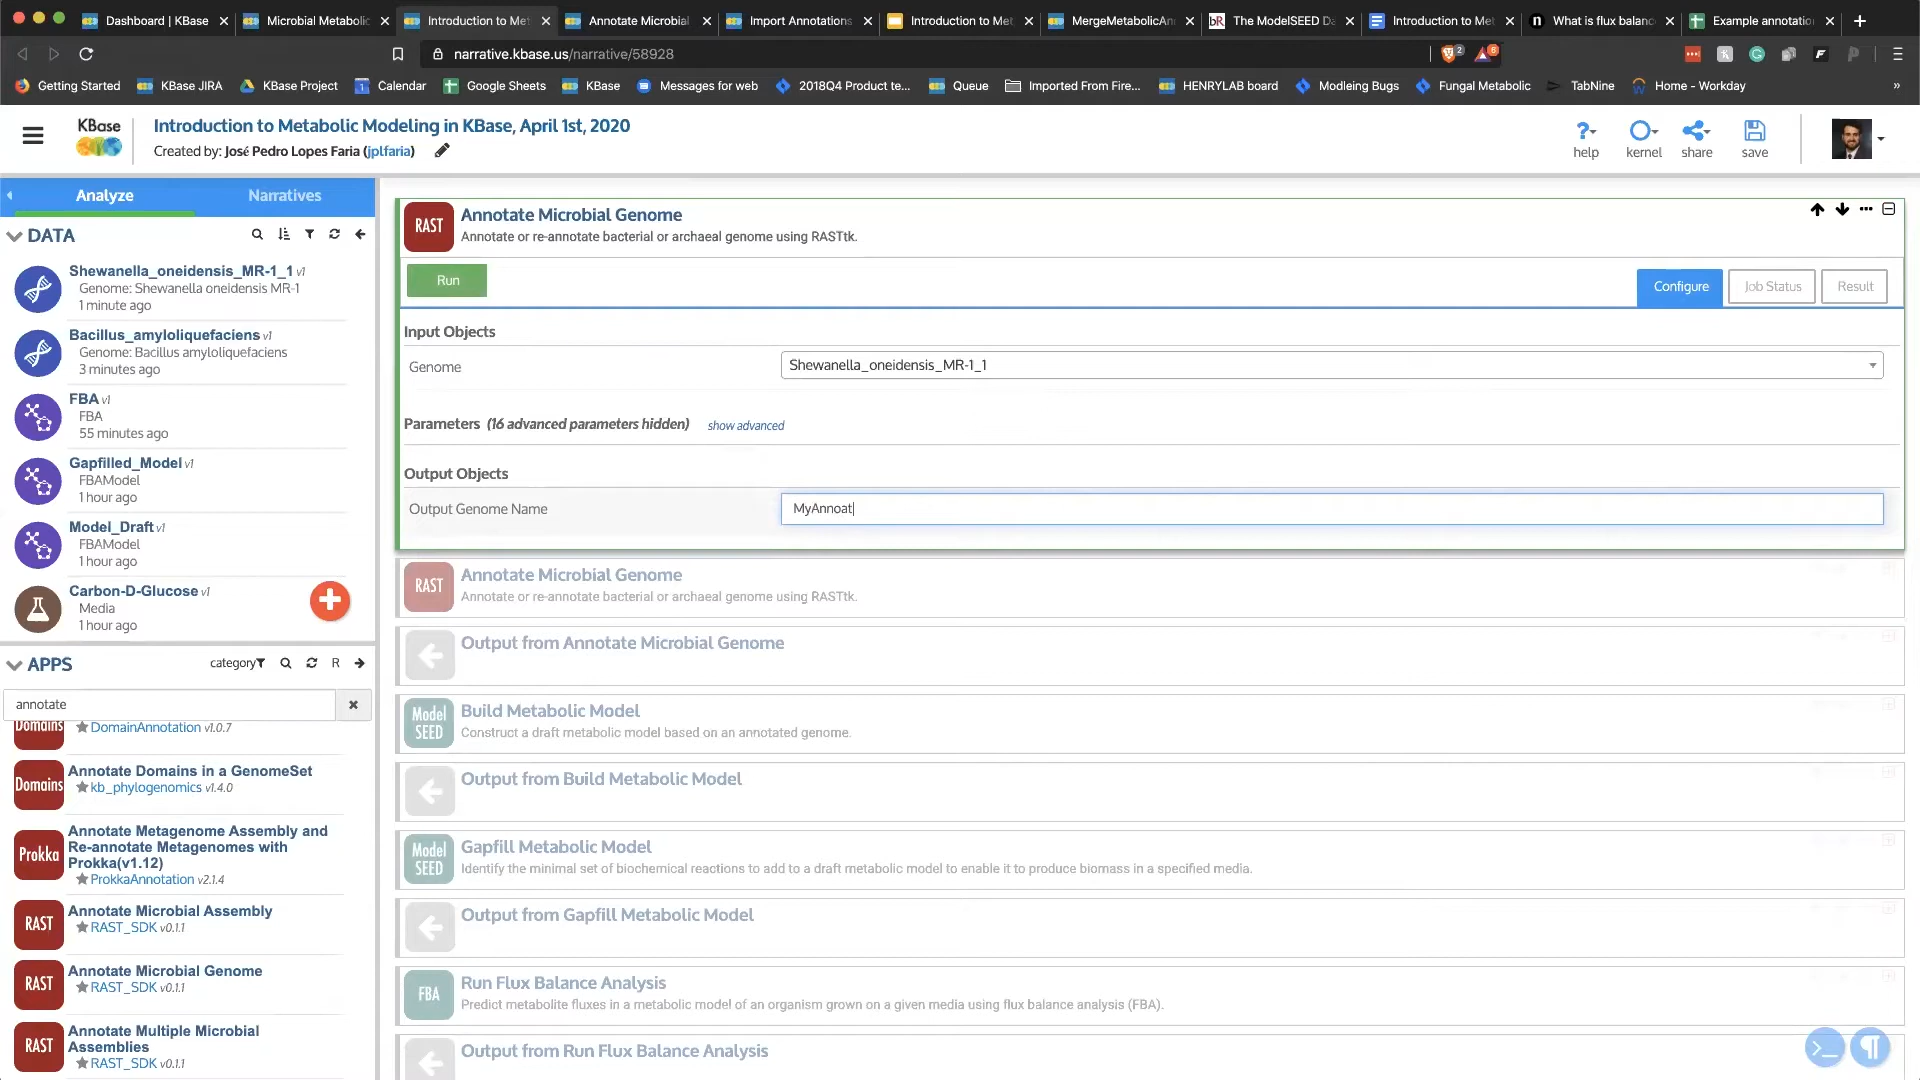 Dashboard | KBase
Microbial Metabolic
Introduction to Met
Annotate Microbial
Import Annotations
Introduction to Met
MergeMetabolicAn
The ModelSEED Da
Introduction to Met
What is flux balanc
Example annotatio
narrative.kbase.us/narrative/58928
2
8
Getting Started
KBase JIRA
KBase Project
Calendar
Google Sheets
KBase
Messages for web
2018Q4 Product te...
Queue
Imported From Fire...
HENRYLAB board
Modleing Bugs
Fungal Metabolic
TabNine
Home - Workday
»
KBase
Introduction to Metabolic Modeling in KBase, April 1st, 2020
Created by: José Pedro Lopes Faria (jplfaria)
help
kernel
share
save
Analyze
Narratives
DATA
Shewanella_oneidensis_MR-1_1 v1
Genome: Shewanella oneidensis MR-1
1 minute ago
Bacillus_amyloliquefaciens v1
Genome: Bacillus amyloliquefaciens
3 minutes ago
FBA v1
FBA
55 minutes ago
Gapfilled_Model v1
FBAModel
1 hour ago
Model_Draft v1
FBAModel
1 hour ago
Carbon-D-Glucose v1
Media
1 hour ago
APPS
category
R
annotate
Domains
DomainAnnotation v1.0.7
Domains
Annotate Domains in a GenomeSet
kb_phylogenomics v1.4.0
Prokka
Annotate Metagenome Assembly and
Re-annotate Metagenomes with
Prokka(v1.12)
ProkkaAnnotation v2.1.4
RAST
Annotate Microbial Assembly
RAST_SDK v0.1.1
RAST
Annotate Microbial Genome
RAST_SDK v0.1.1
RAST
Annotate Multiple Microbial
Assemblies
RAST_SDK v0.1.1
RAST
Annotate Microbial Genome
Annotate or re-annotate bacterial or archaeal genome using RASTtk.
Run
Configure
Job Status
Result
Input Objects
Genome
Shewanella_oneidensis_MR-1_1
Parameters (16 advanced parameters hidden) show advanced
Output Objects
Output Genome Name
MyAnnoat
RAST
Annotate Microbial Genome
Annotate or re-annotate bacterial or archaeal genome using RASTtk.
Output from Annotate Microbial Genome
Model
SEED
Build Metabolic Model
Construct a draft metabolic model based on an annotated genome.
Output from Build Metabolic Model
Model
SEED
Gapfill Metabolic Model
Identify the minimal set of biochemical reactions to add to a draft metabolic model to enable it to produce biomass in a specified media.
Output from Gapfill Metabolic Model
FBA
Run Flux Balance Analysis
Predict metabolite fluxes in a metabolic model of an organism grown on a given media using flux balance analysis (FBA).
Output from Run Flux Balance Analysis